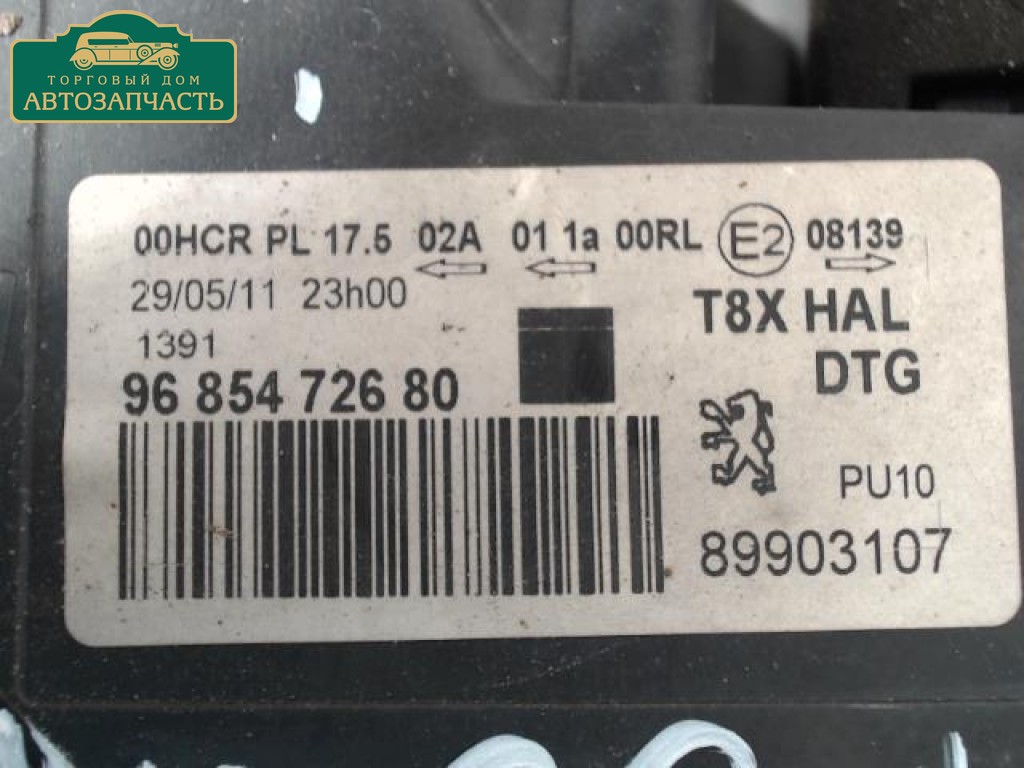 ТОРГОВЫЙ ДОМ
АВТОЗАПЧАСТЬ
00HCR PL 17.5 02A 01 1a 00RL E2 08139
29/05/11 23h00
T8X HAL
1391
DTG
96 854 726 80
PU10
89903107